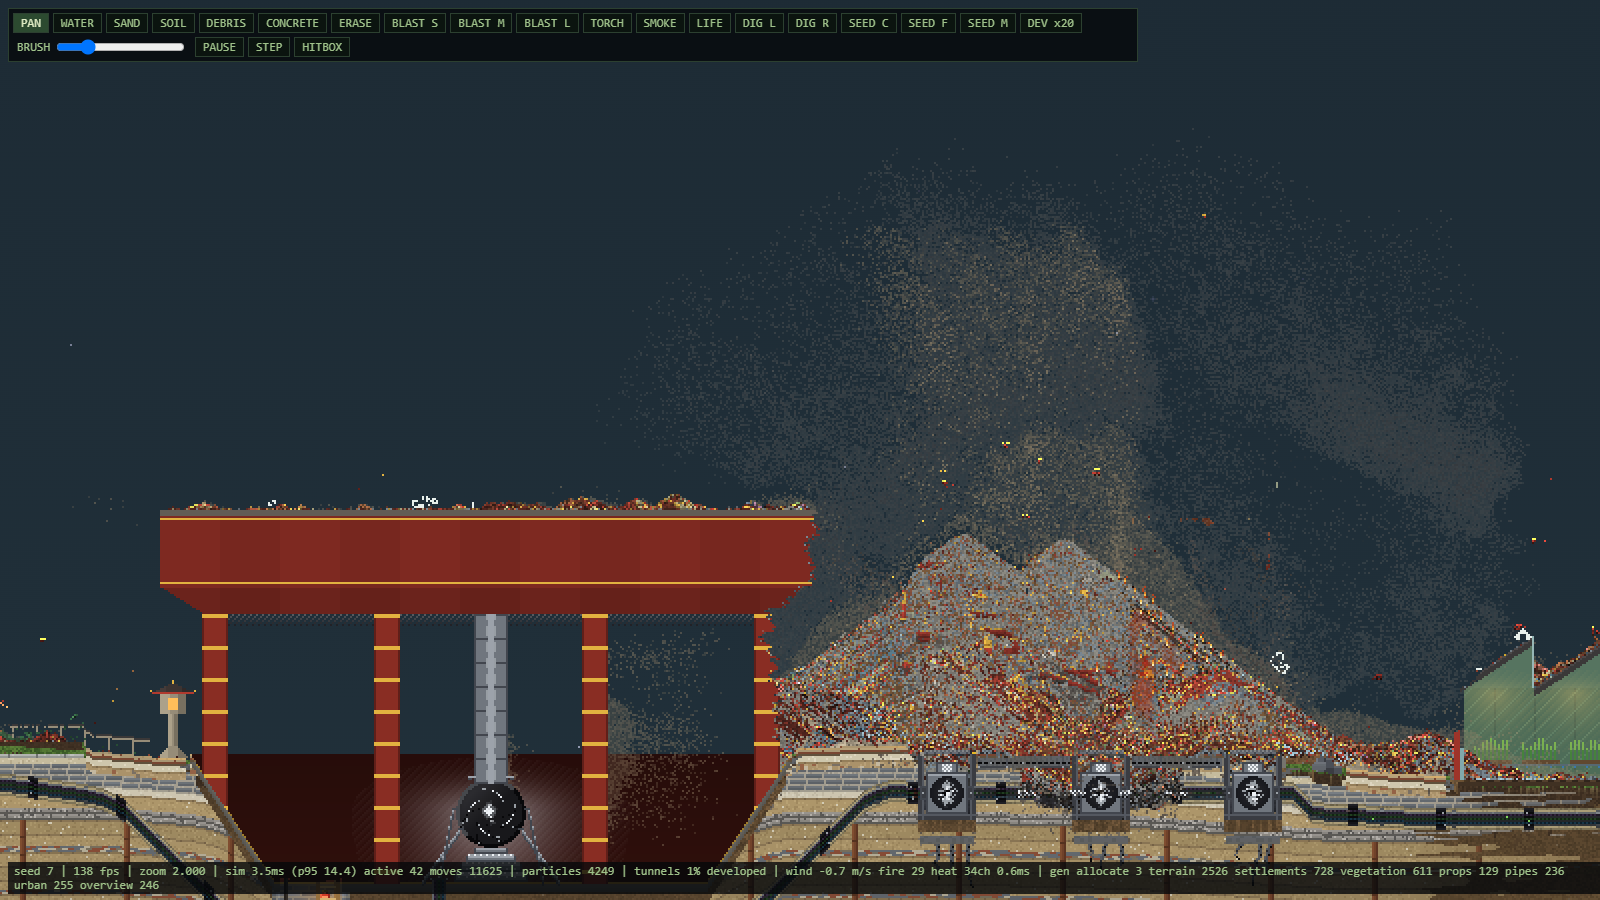 PAN WATER SAND SOIL DEBRIS CONCRETE ERASE BLAST S BLAST M BLAST L TORCH SMOKE LIFE DIG L DIG R SEED C SEED F SEED M DEV x20
BRUSH PAUSE STEP HITBOX
seed 7 | 138 fps | zoom 2.000 | sim 3.5ms (p95 14.4) active 42 moves 11625 | particles 4249 | tunnels 1% developed | wind -0.7 m/s fire 29 heat 34ch 0.6ms | gen allocate 3 terrain 2526 settlements 728 vegetation 611 props 129 pipes 236
urban 255 overview 246